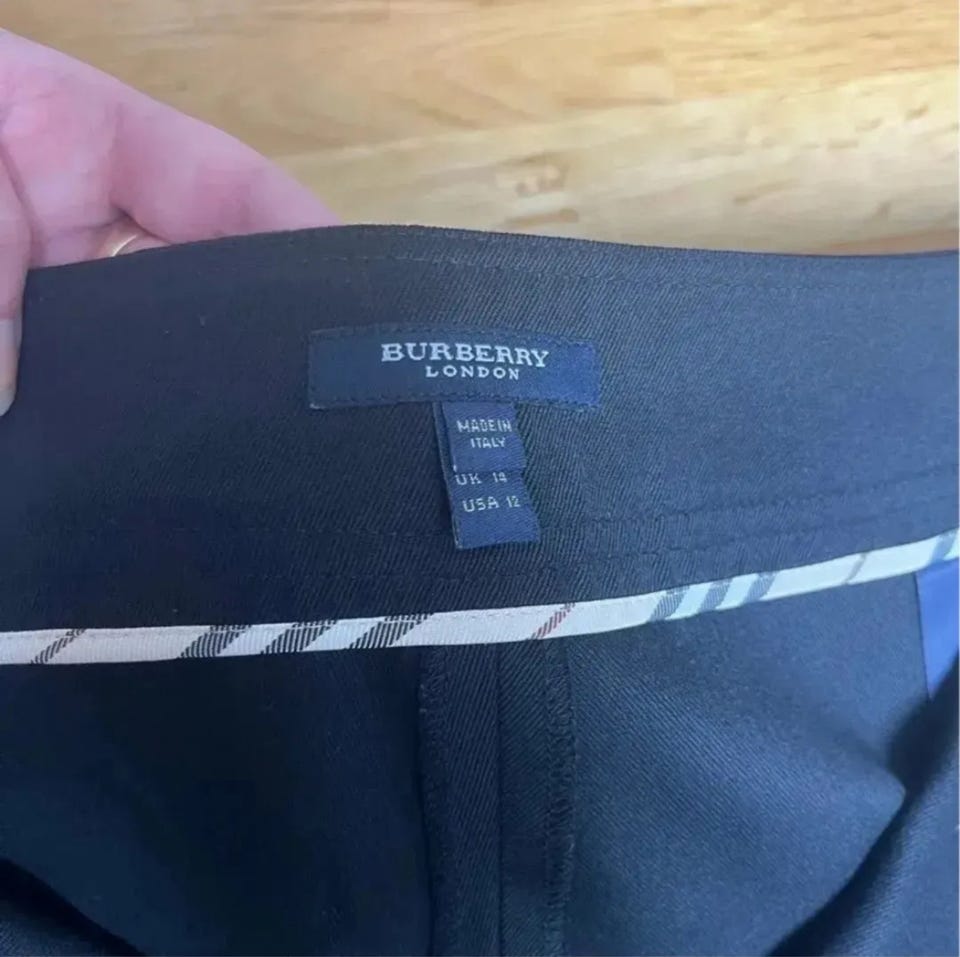 BURBERRY
LONDON
MADE IN
ITALY
UK 14
USA 12